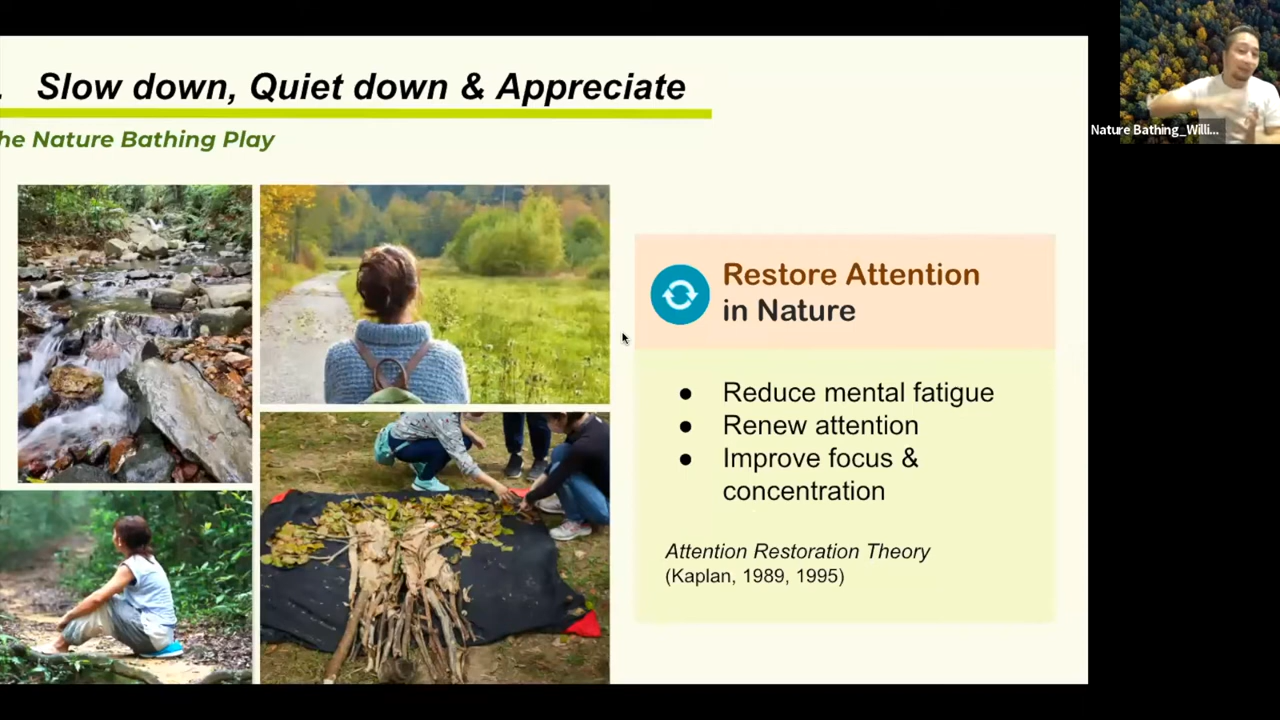 . Slow down, Quiet down & Appreciate
he Nature Bathing Play
Restore Attention
in Nature
● Reduce mental fatigue
● Renew attention
● Improve focus &
concentration
Attention Restoration Theory
(Kaplan, 1989, 1995)
Nature Bathing_Willi...